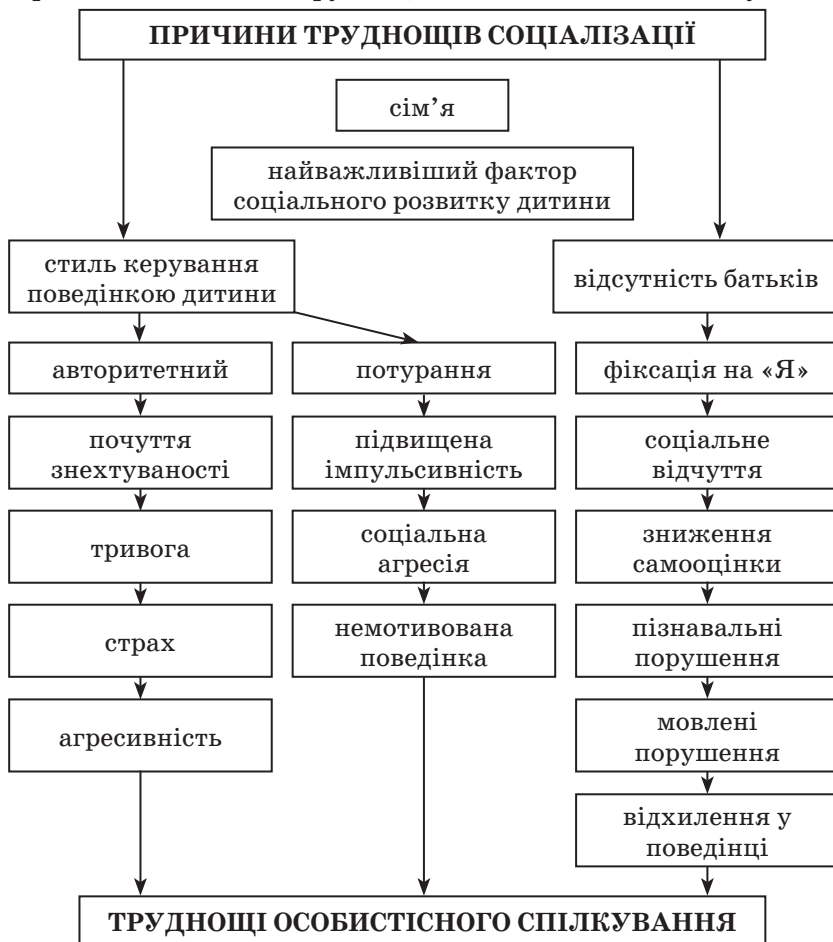 ПРИЧИНИ ТРУДНОЩІВ СОЦІАЛІЗАЦІЇ
сім’я
найважливіший фактор
соціального розвитку дитини
стиль керування
поведінкою дитини
відсутність батьків
авторитетний
потурання
фіксація на «Я»
почуття
знехтуваності
підвищена
імпульсивність
соціальне
відчуття
тривога
соціальна
агресія
зниження
самооцінки
страх
немотивована
поведінка
пізнавальні
порушення
агресивність
мовлені
порушення
відхилення у
поведінці
ТРУДНОЩІ ОСОБИСТІСНОГО СПІЛКУВАННЯ